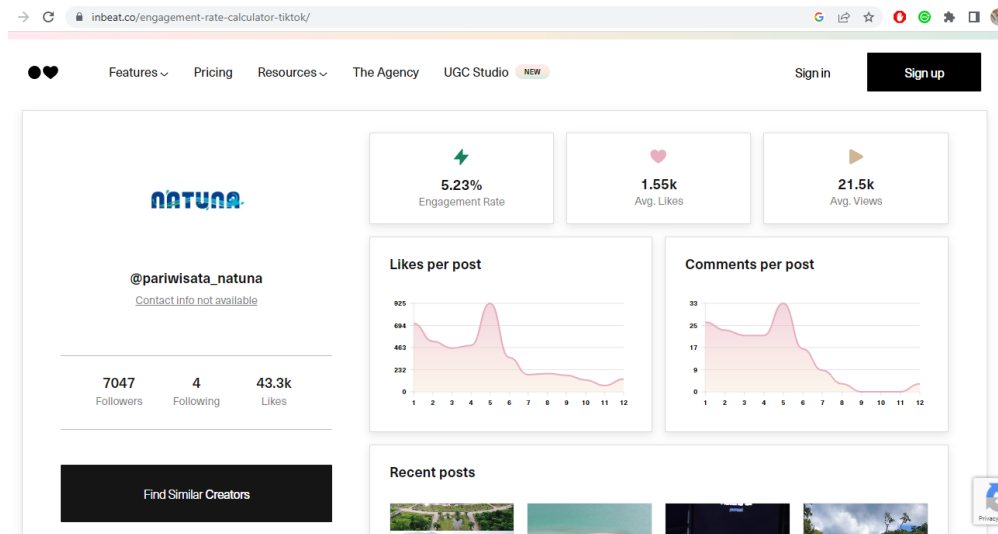 inbeat.co/engagement-rate-calculator-tiktok/
Features Pricing Resources The Agency UGC Studio NEW Sign in Sign up
NATUNA
@pariwisata_natuna
Contact info not available
7047 4 43.3k
Followers Following Likes
Find Similar Creators
5.23%
Engagement Rate
1.55k
Avg. Likes
21.5k
Avg. Views
Likes per post
925
694
463
232
0
1 2 3 4 5 6 7 8 9 10 11 12
Comments per post
33
25
17
9
0
1 2 3 4 5 6 7 8 9 10 11 12
Recent posts